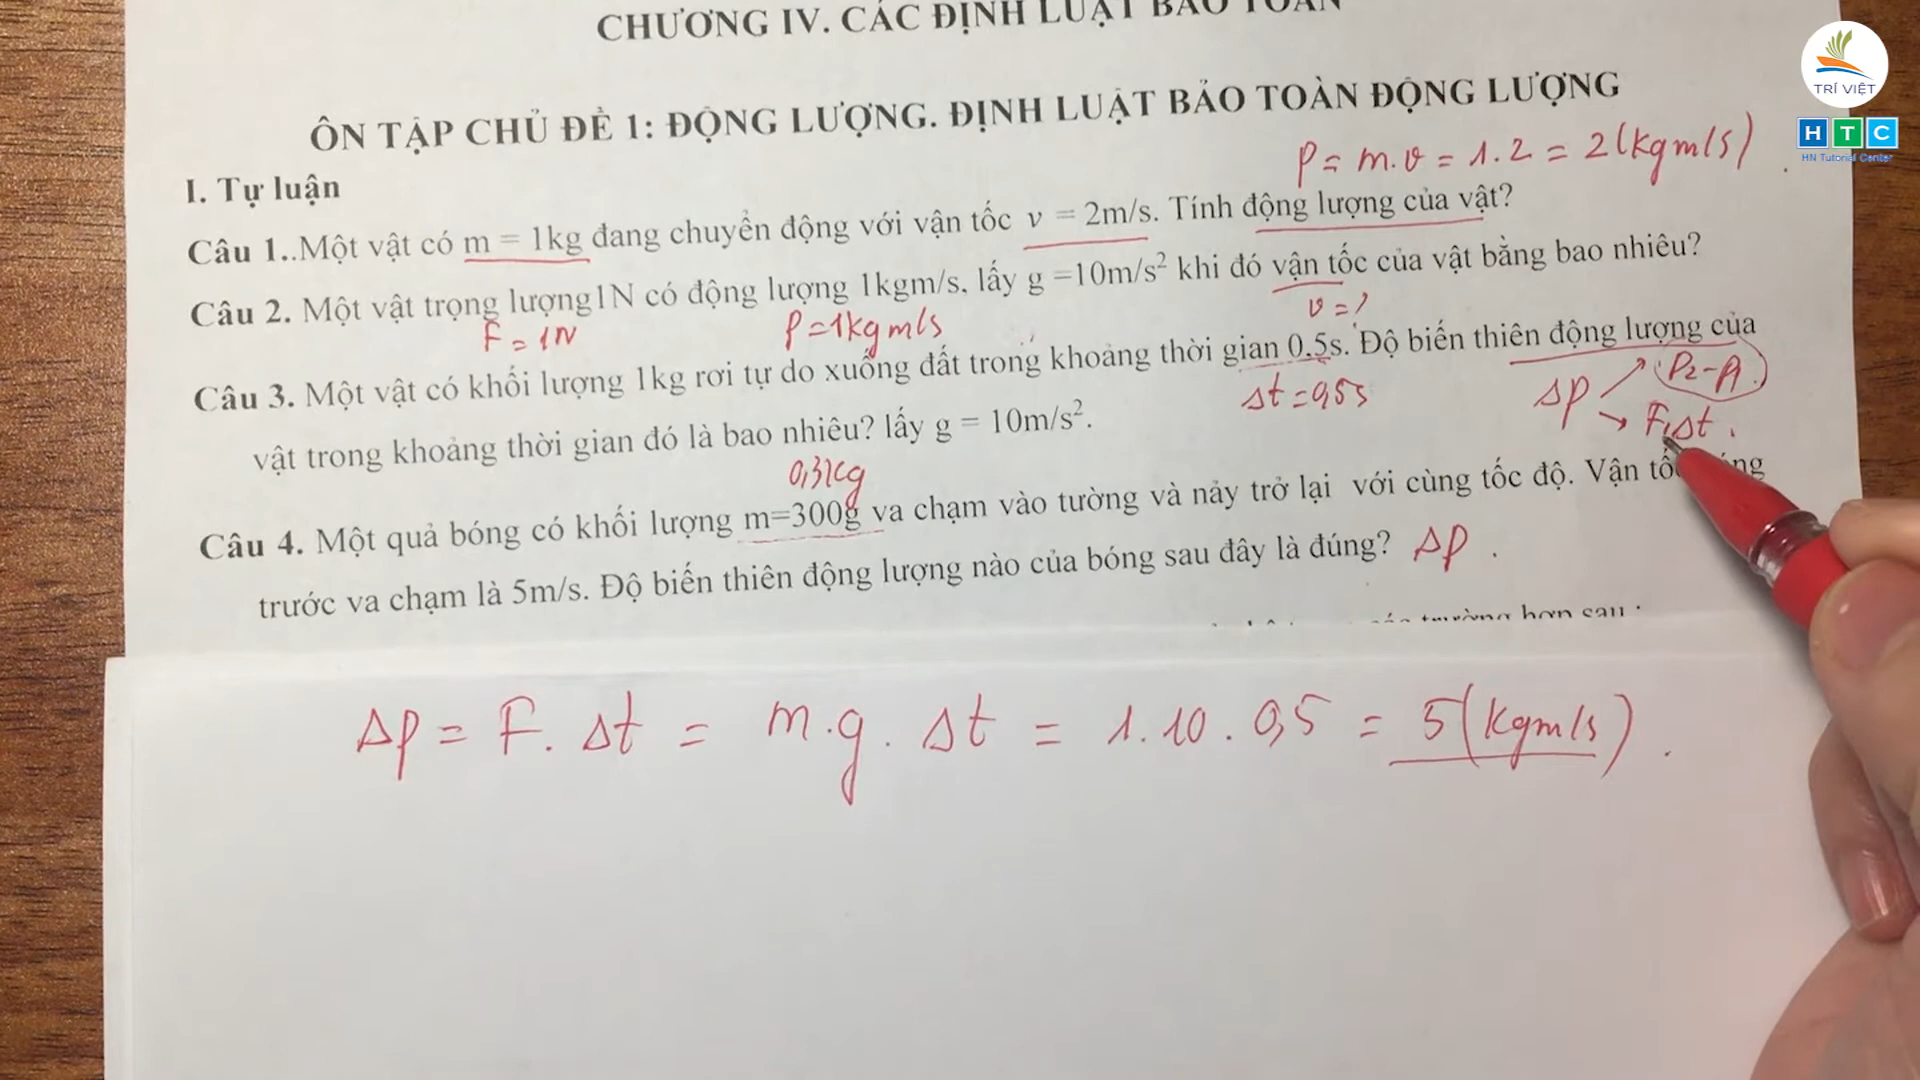 CHƯƠNG IV. CÁC ĐỊNH LUẬT BẢO TOÀN
TRÍ VIỆT
H T C
HN Tutorial Center
ÔN TẬP CHỦ ĐỀ 1: ĐỘNG LƯỢNG. ĐỊNH LUẬT BẢO TOÀN ĐỘNG LƯỢNG
P = m.v = 1.2 = 2(kgm/s)
I. Tự luận
Câu 1..Một vật có m = 1kg đang chuyển động với vận tốc v = 2m/s. Tính động lượng của vật?
Câu 2. Một vật trọng lượng1N có động lượng 1kgm/s, lấy g =10m/s² khi đó vận tốc của vật bằng bao nhiêu?
F = 1N P=1kgm/s v=?
Câu 3. Một vật có khối lượng 1kg rơi tự do xuống đất trong khoảng thời gian 0,5s. Độ biến thiên động lượng của
Δt=0,5s Δp P₂-P₁
F.Δt
vật trong khoảng thời gian đó là bao nhiêu? lấy g = 10m/s².
0,3kg
Câu 4. Một quả bóng có khối lượng m=300g va chạm vào tường và nảy trở lại với cùng tốc độ. Vận
trước va chạm là 5m/s. Độ biến thiên động lượng nào của bóng sau đây là đúng? Δp.
trường hợp sau :
Δp = F. Δt = m.g. Δt = 1.10.0,5 = 5(kgm/s).